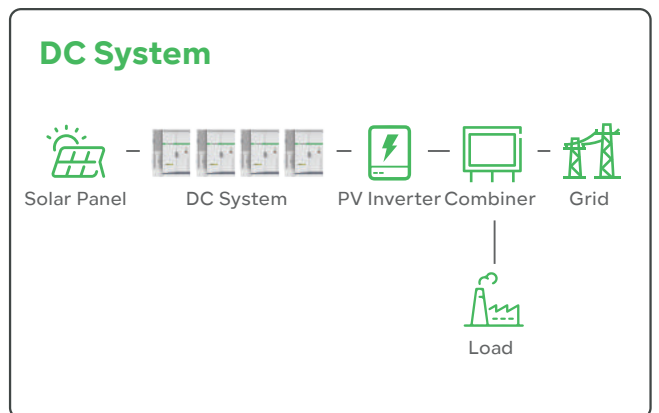 DC System
Solar Panel
DC System
PV Inverter
Combiner
Grid
Load